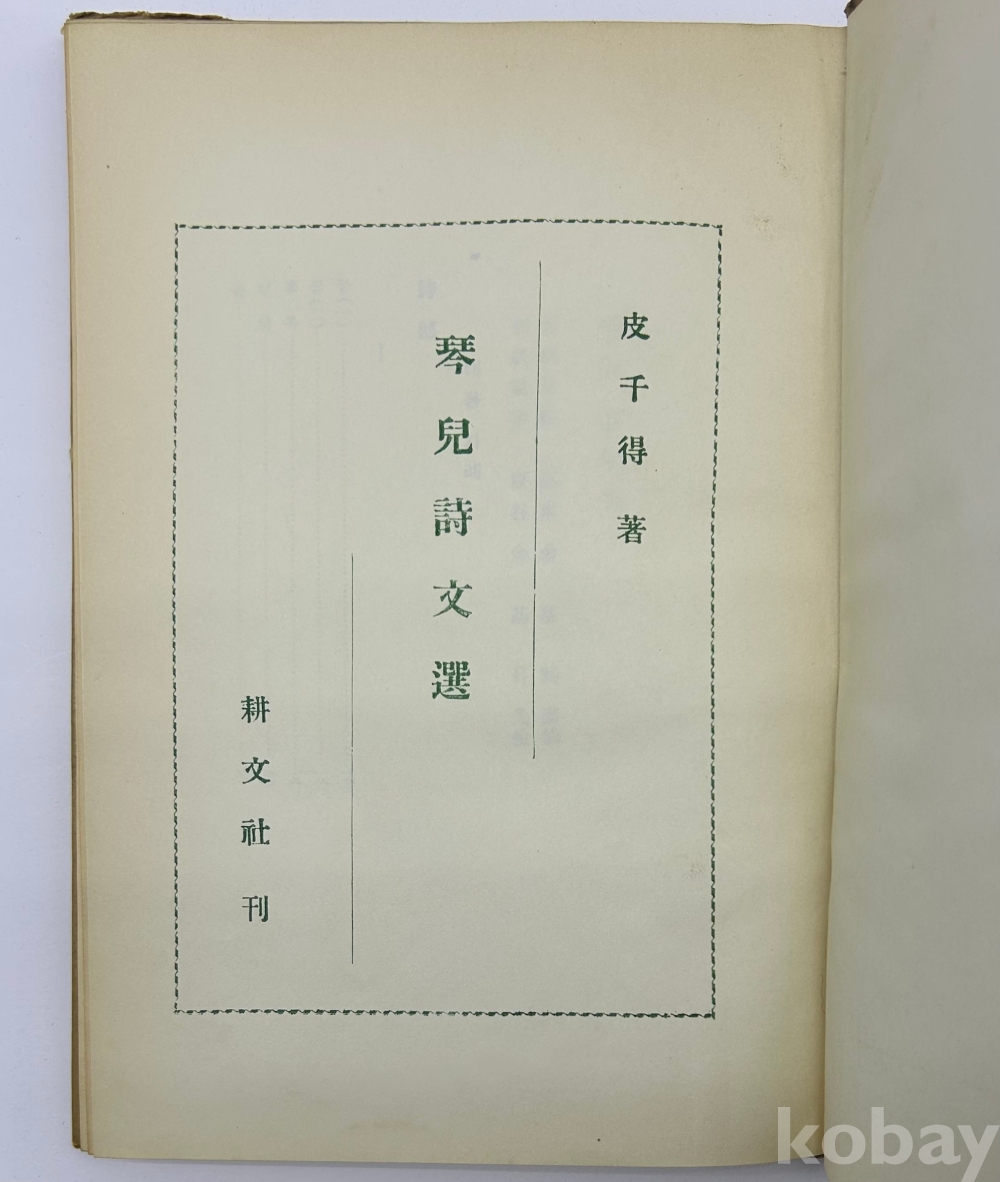 皮千得 著
琴兒詩文選
耕文社 刊
kobay